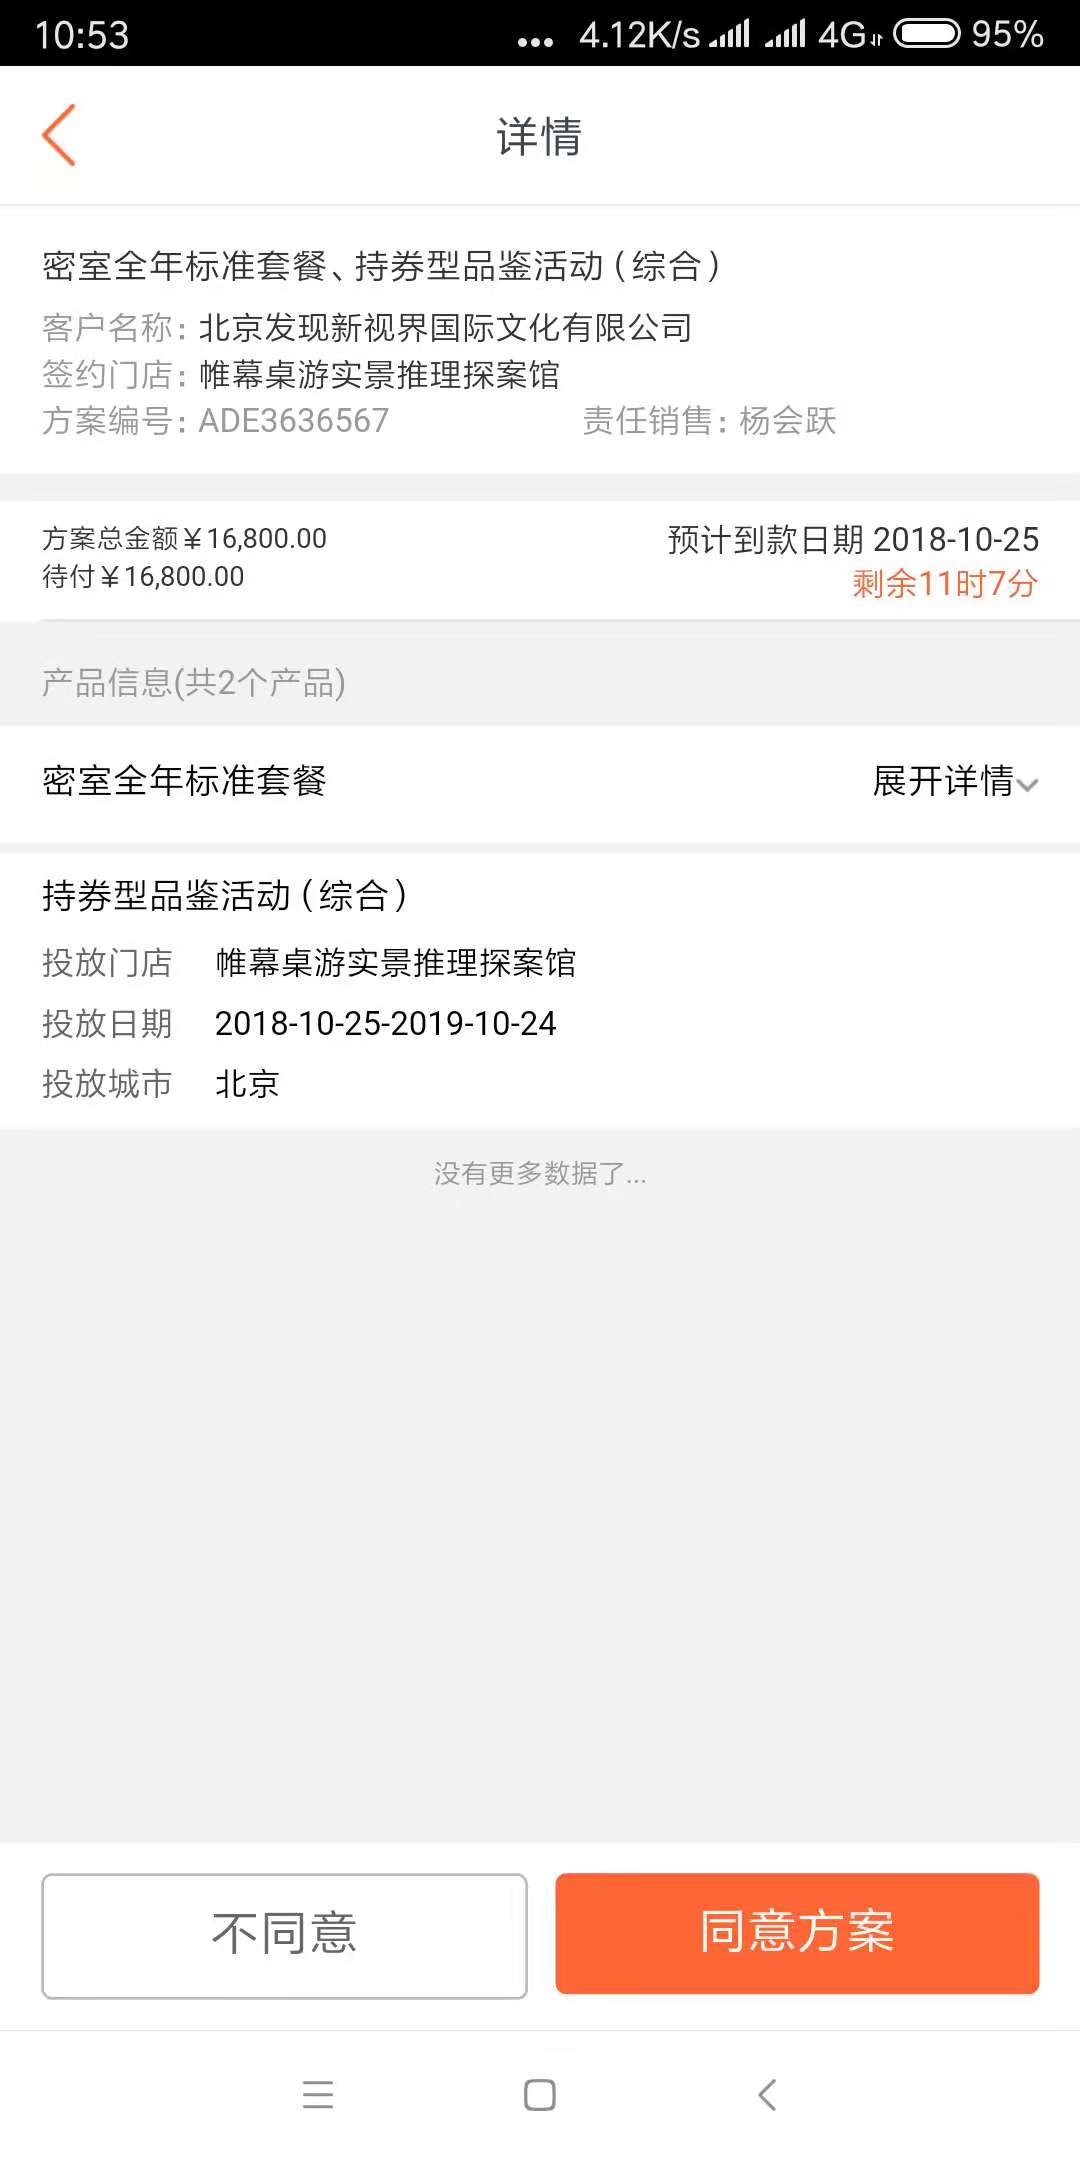 10:53 ... 4.12K/s 4G 95%
详情
密室全年标准套餐、持券型品鉴活动（综合）
客户名称：北京发现新视界国际文化有限公司
签约门店：帷幕桌游实景推理探案馆
方案编号：ADE3636567 责任销售：杨会跃
方案总金额￥16,800.00 预计到款日期 2018-10-25
待付￥16,800.00 剩余11时7分
产品信息(共2个产品)
密室全年标准套餐 展开详情
持券型品鉴活动（综合）
投放门店 帷幕桌游实景推理探案馆
投放日期 2018-10-25-2019-10-24
投放城市 北京
没有更多数据了...
不同意 同意方案